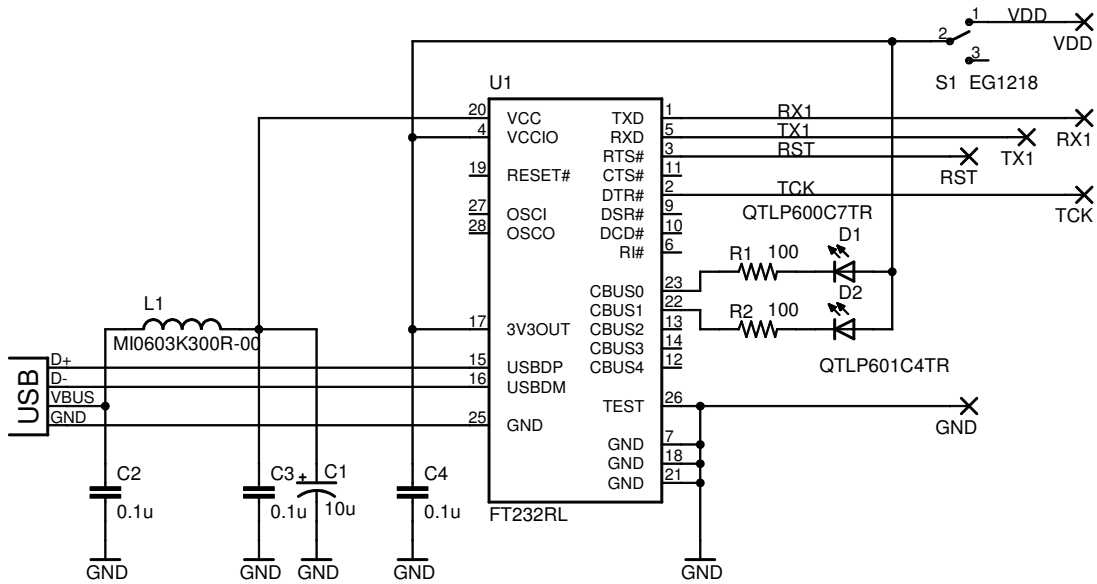 1 VDD
2 VDD
3
S1 EG1218
U1
20 VCC TXD 1 RX1
RX1
4 VCCIO RXD 5 TX1
TX1
RTS# 3 RST
RST
19 RESET# CTS# 11
DTR# 2 TCK
TCK
27 OSCI DSR# 9 QTLP600C7TR
28 OSCO DCD# 10
RI# 6
R1 100 D1
CBUS0 23
CBUS1 22
R2 100 D2
L1
MI0603K300R-00
17 3V3OUT CBUS2 13
CBUS3 14
USB
D+ 15 USBDP CBUS4 12
QTLP601C4TR
D- 16 USBDM
VBUS
TEST 26
GND
GND 25 GND
GND 7
GND 18
GND 21
C2 C3 + C1 C4
0.1u 0.1u 10u 0.1u
FT232RL
GND GND GND GND GND